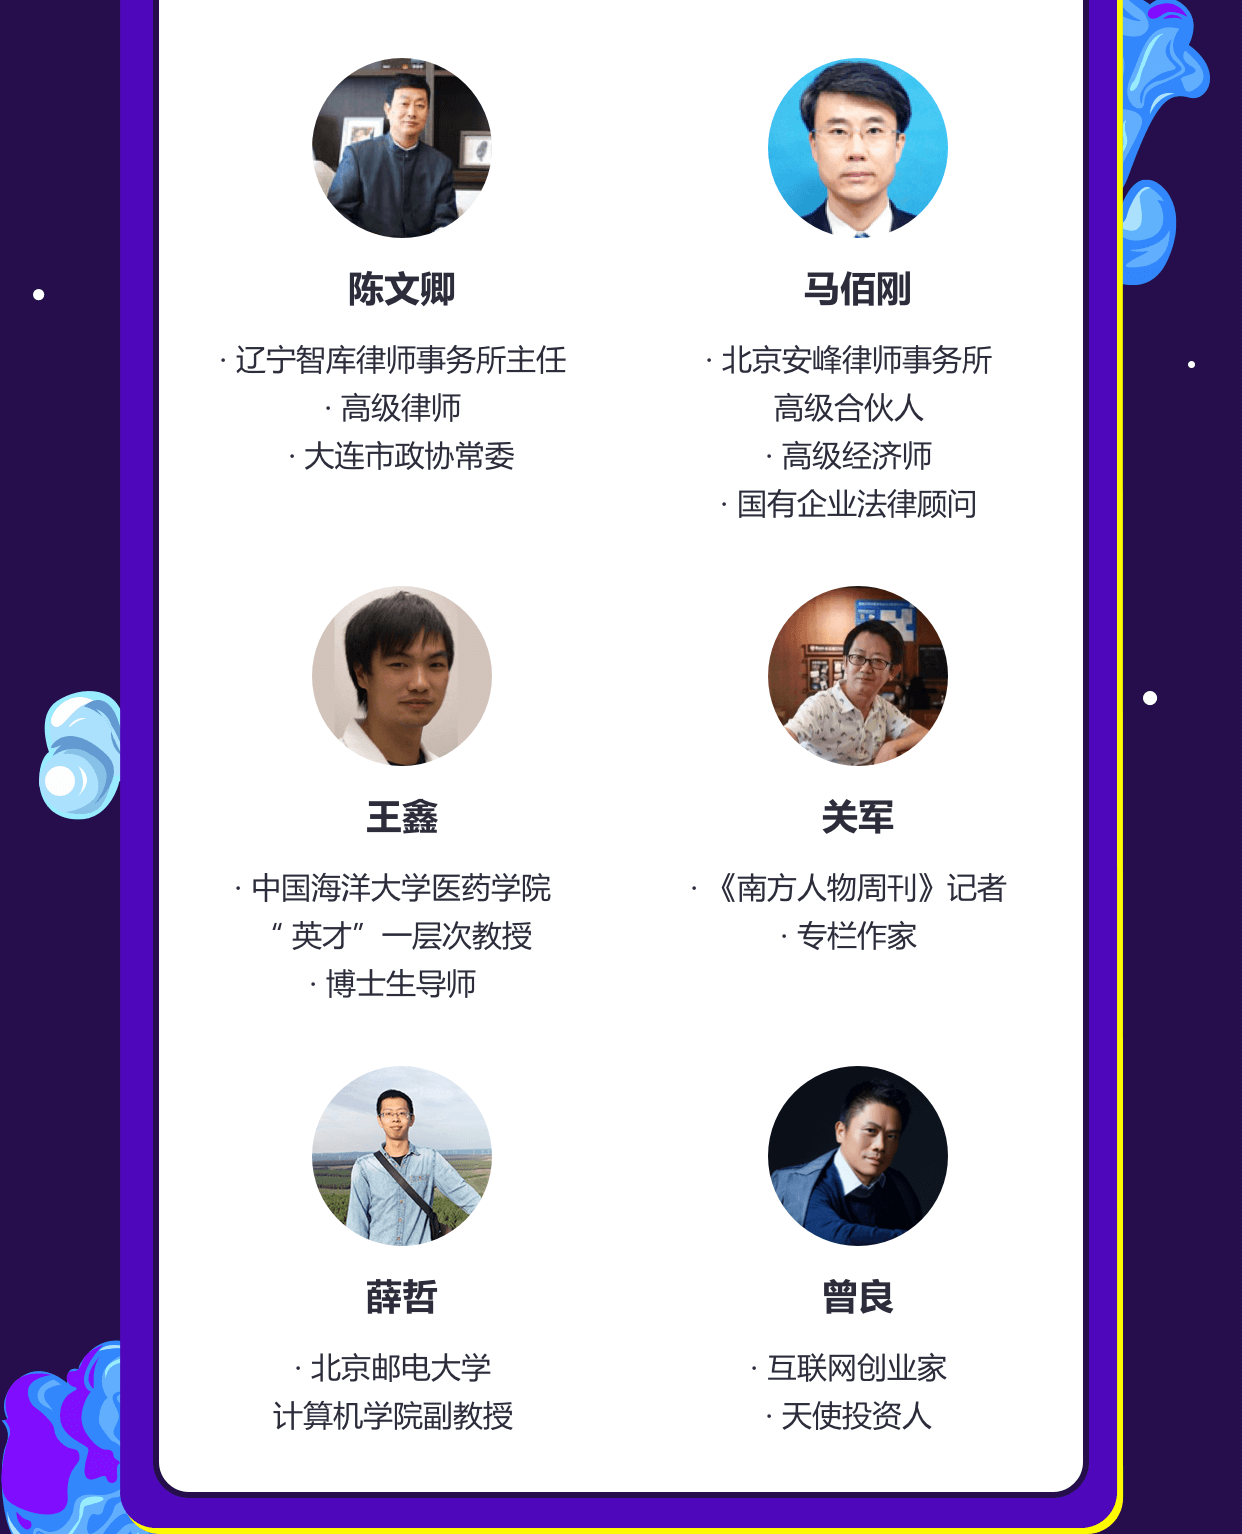 陈文卿
· 辽宁智库律师事务所主任
· 高级律师
· 大连市政协常委
马佰刚
· 北京安峰律师事务所
高级合伙人
· 高级经济师
· 国有企业法律顾问
王鑫
· 中国海洋大学医药学院
“ 英才”一层次教授
· 博士生导师
关军
· 《南方人物周刊》记者
· 专栏作家
薛哲
· 北京邮电大学
计算机学院副教授
曾良
· 互联网创业家
· 天使投资人